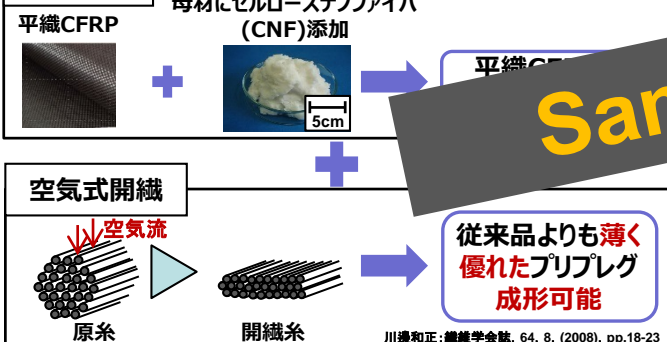 母材にセルロースナノファイバ
平織CFRP
(CNF)添加
5cm
平織
San
空気式開繊
空気流
従来品よりも薄く
優れたプリプレグ
成形可能
原糸
開繊糸
川邊和正:繊維学会誌, 64, 8, (2008), pp.18-23